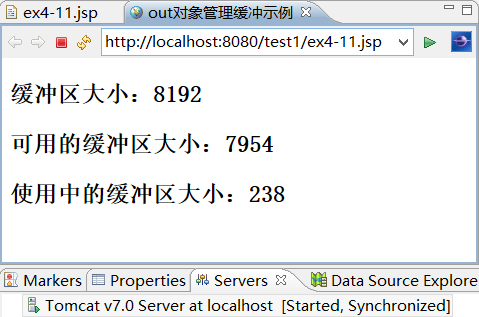 ex4-11.jsp
out对象管理缓冲示例
http://localhost:8080/test1/ex4-11.jsp
缓冲区大小：8192
可用的缓冲区大小：7954
使用中的缓冲区大小：238
Markers Properties Servers Data Source Explore
Tomcat v7.0 Server at localhost [Started, Synchronized]